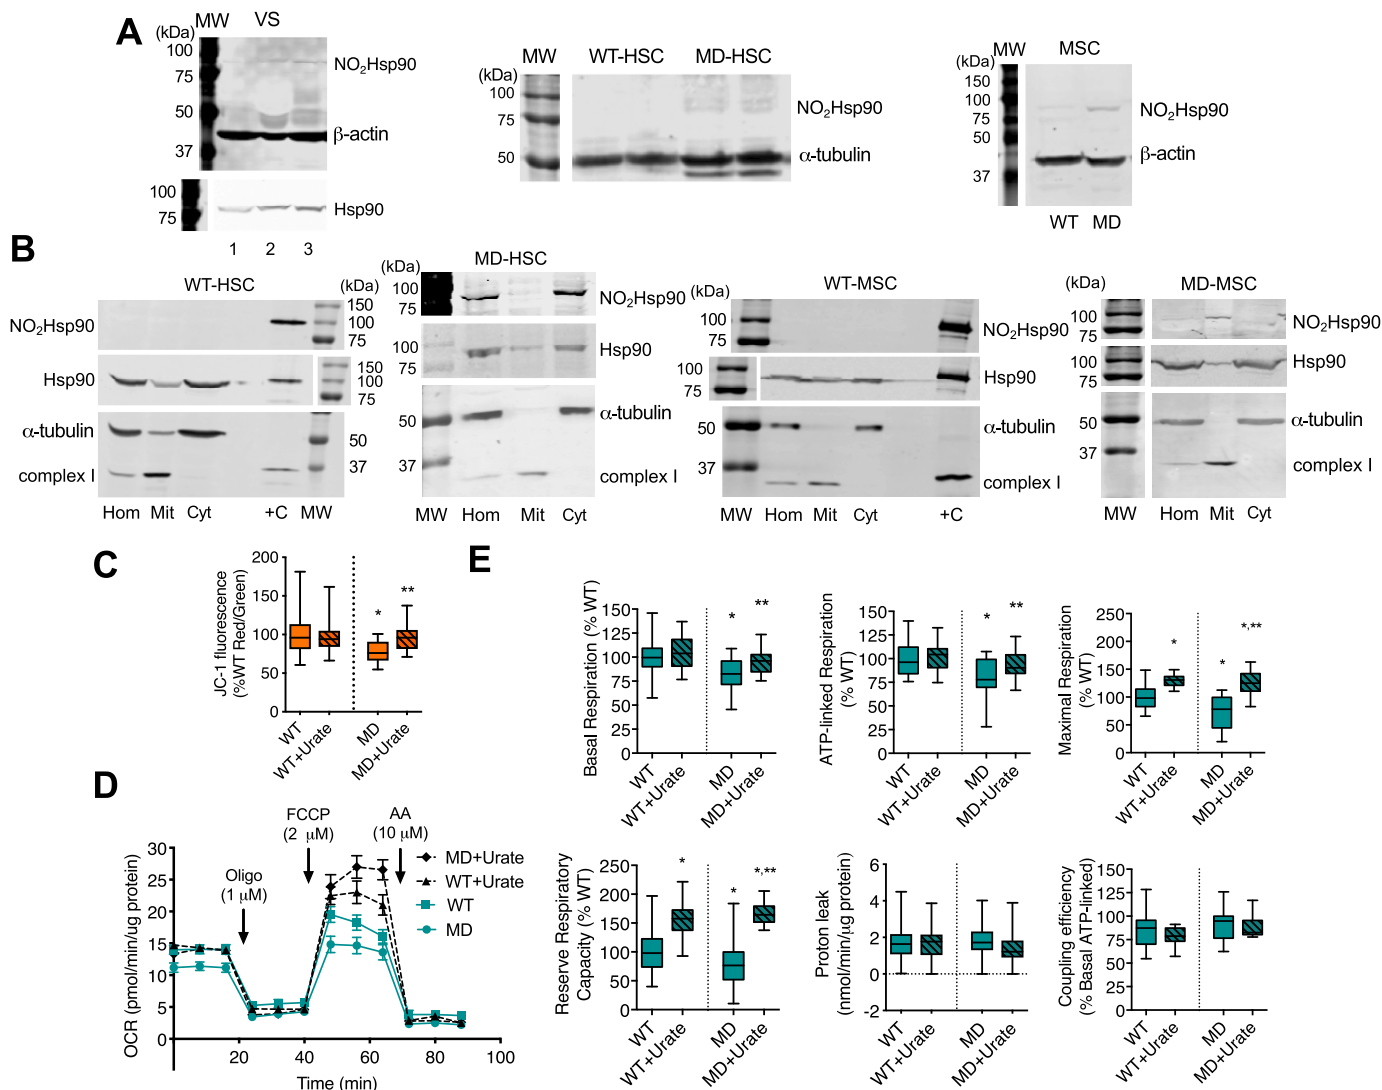 A
MW VS
(kDa)
100
75
50
37
NO2Hsp90
β-actin
100
75
Hsp90
1 2 3
MW WT-HSC MD-HSC
(kDa)
100
75
50
NO2Hsp90
α-tubulin
MW MSC
(kDa)
150
100
75
50
37
NO2Hsp90
β-actin
WT MD
B
WT-HSC
(kDa)
NO2Hsp90
150
100
75
Hsp90
150
100
75
α-tubulin
50
complex I
37
Hom Mit Cyt +C MW
MD-HSC
(kDa)
100
75
NO2Hsp90
100
75
Hsp90
50
α-tubulin
37
complex I
MW Hom Mit Cyt
WT-MSC
(kDa)
100
75
NO2Hsp90
100
75
Hsp90
50
α-tubulin
37
complex I
MW Hom Mit Cyt +C
(kDa) MD-MSC
100
75
NO2Hsp90
100
75
Hsp90
50
α-tubulin
37
complex I
MW Hom Mit Cyt
C
JC-1 fluorescence
(%WT Red/Green)
200
150
100
50
0
* **
WT
WT+Urate
MD
MD+Urate
D
OCR (pmol/min/ug protein)
30
25
20
15
10
5
0
20 40 60 80 100
Time (min)
Oligo
(1 μM)
FCCP
(2 μM)
AA
(10 μM)
MD+Urate
WT+Urate
WT
MD
E
Basal Respiration (% WT)
150
125
100
75
50
25
0
* **
WT
WT+Urate
MD
MD+Urate
ATP-linked Respiration
(% WT)
150
125
100
75
50
25
0
* **
WT
WT+Urate
MD
MD+Urate
Maximal Respiration
(% WT)
250
200
150
100
50
0
* * *,**
WT
WT+Urate
MD
MD+Urate
Reserve Respiratory
Capacity (% WT)
250
200
150
100
50
0
* * *,**
WT
WT+Urate
MD
MD+Urate
Proton leak
(nmol/min/μg protein)
6
4
2
0
-2
WT
WT+Urate
MD
MD+Urate
Coupling efficiency
(% Basal ATP-linked)
150
100
50
0
WT
WT+Urate
MD
MD+Urate